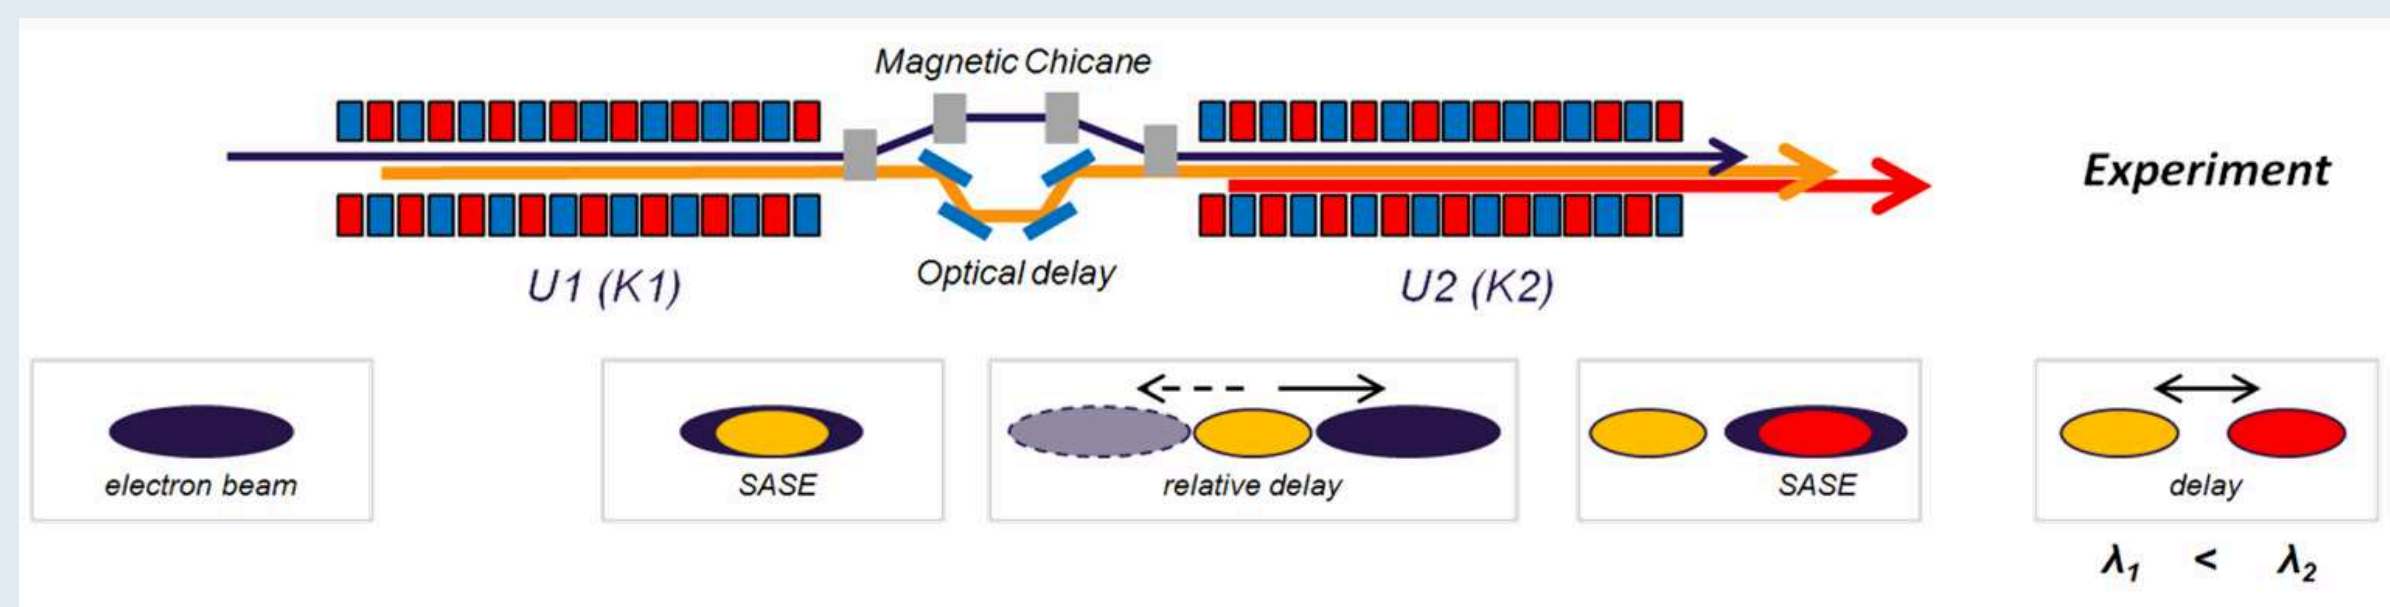 Magnetic Chicane
Experiment
Optical delay
U1 (K1)
U2 (K2)
electron beam
SASE
relative delay
SASE
delay
λ1 < λ2